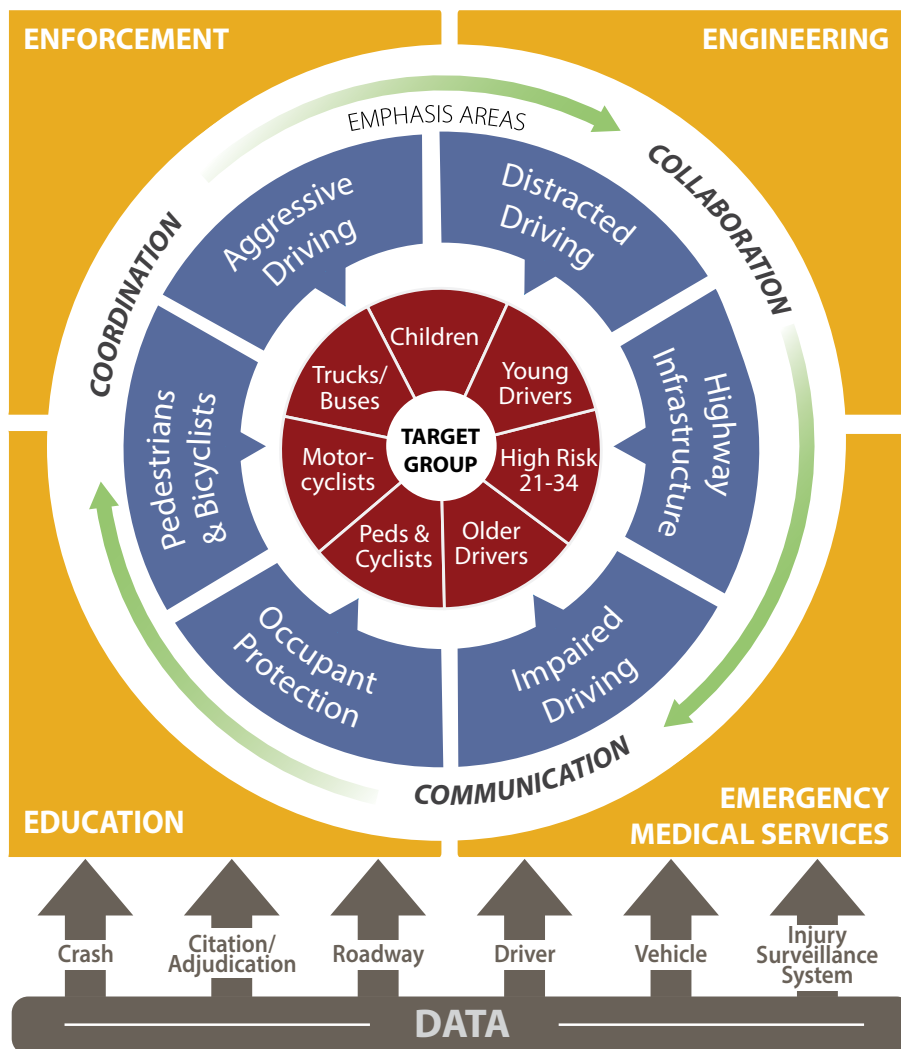 ENFORCEMENT
ENGINEERING
EMPHASIS AREAS
COORDINATION
COLLABORATION
COMMUNICATION
Aggressive
Driving
Distracted
Driving
Highway
Infrastructure
Impaired
Driving
Occupant
Protection
Pedestrians
& Bicyclists
Children
Young
Drivers
High Risk
21-34
Older
Drivers
Peds &
Cyclists
Motor-
cyclists
Trucks/
Buses
TARGET
GROUP
EDUCATION
EMERGENCY
MEDICAL SERVICES
Crash
Citation/
Adjudication
Roadway
Driver
Vehicle
Injury
Surveillance
System
DATA